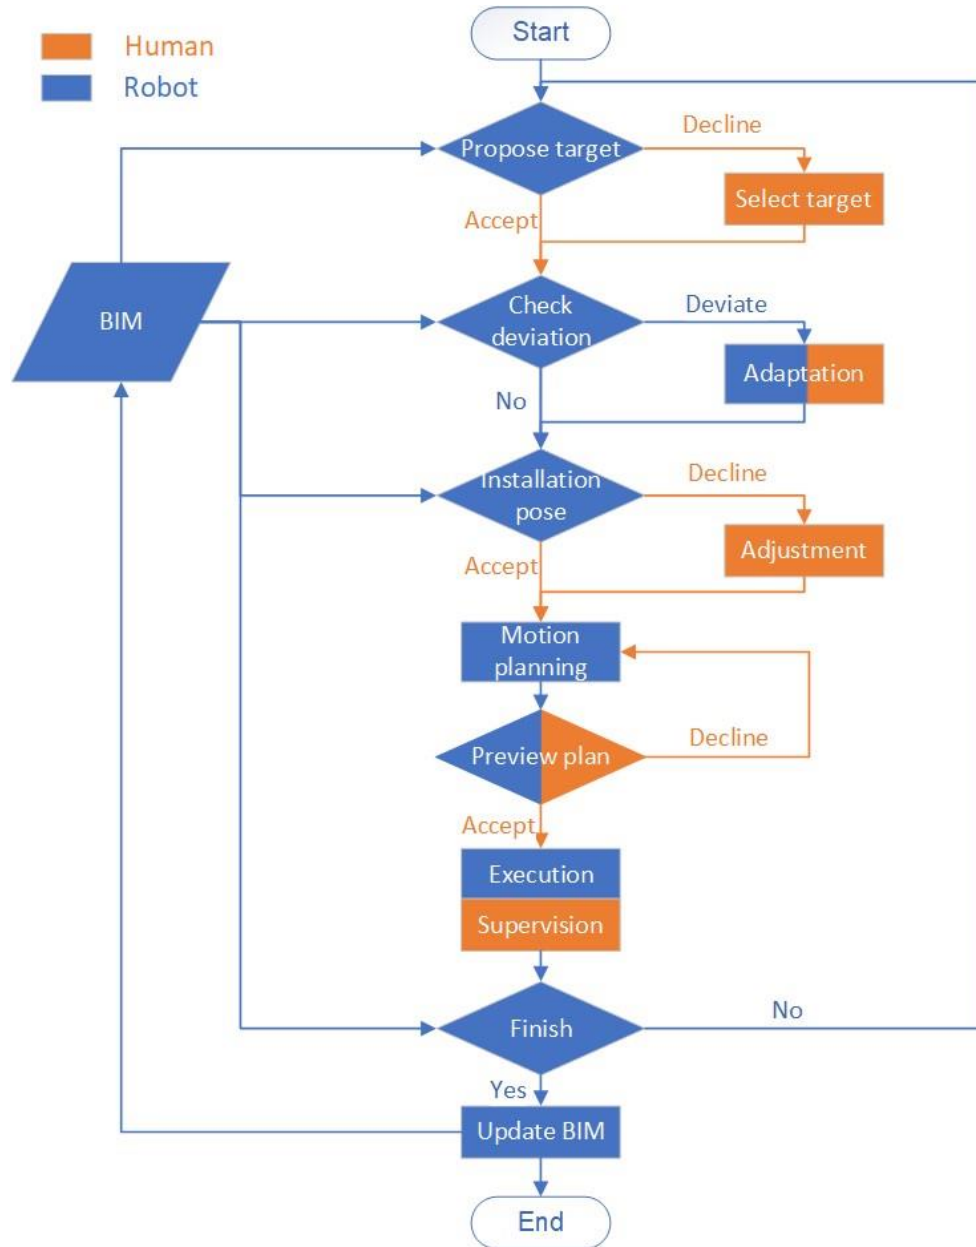 Human
Robot
Start
Propose target
Decline
Select target
Accept
BIM
Check
deviation
Deviate
Adaptation
No
Installation
pose
Decline
Adjustment
Accept
Motion
planning
Preview plan
Decline
Accept
Execution
Supervision
Finish
No
Yes
Update BIM
End